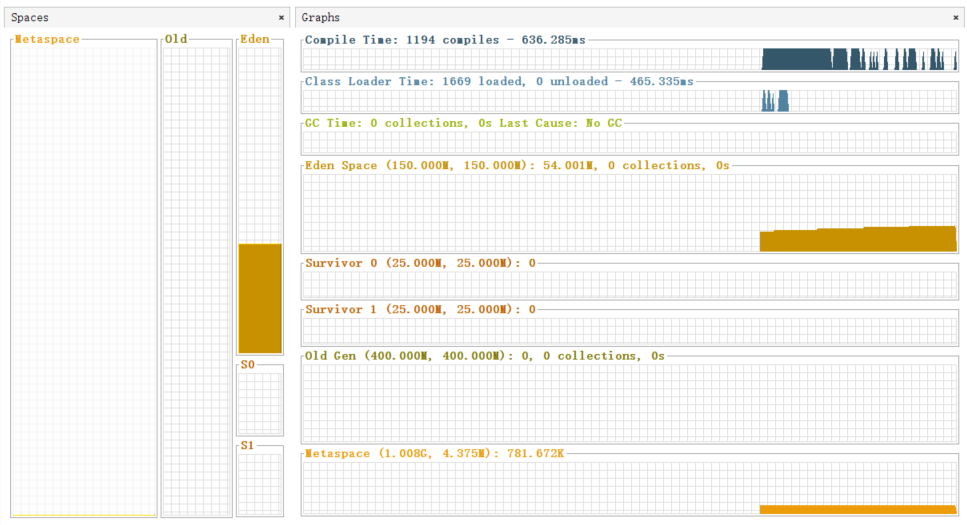 Spaces ×
Graphs ×
Metaspace
Old
Eden
S0
S1
Compile Time: 1194 compiles - 636.285ms
Class Loader Time: 1669 loaded, 0 unloaded - 465.335ms
GC Time: 0 collections, 0s Last Cause: No GC
Eden Space (150.000M, 150.000M): 54.001M, 0 collections, 0s
Survivor 0 (25.000M, 25.000M): 0
Survivor 1 (25.000M, 25.000M): 0
Old Gen (400.000M, 400.000M): 0, 0 collections, 0s
Metaspace (1.008G, 4.375M): 781.672K